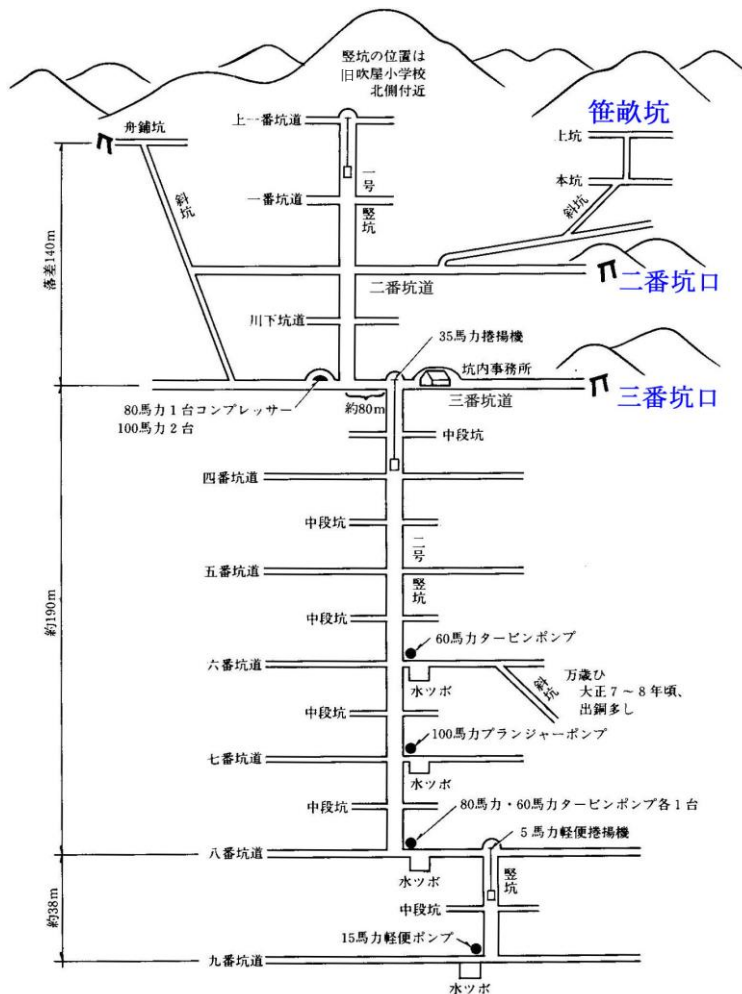 竪坑の位置は
旧吹屋小学校
北側付近
笹畝坑
舟鋪坑
上一番坑道
上坑
一号竪坑
本坑
斜坑
一番坑道
斜坑
落差140m
二番坑道
二番坑口
川下坑道
35馬力捲揚機
坑内事務所
80馬力1台コンプレッサー
100馬力2台
約80m
三番坑道
三番坑口
中段坑
四番坑道
中段坑
二号竪坑
五番坑道
約190m
中段坑
60馬力タービンポンプ
六番坑道
水ツボ
斜坑
万歳ひ
大正7〜8年頃、
出銅多し
中段坑
100馬力プランジャーポンプ
七番坑道
水ツボ
中段坑
80馬力・60馬力タービンポンプ各1台
5馬力軽便捲揚機
八番坑道
水ツボ
竪坑
約38m
中段坑
15馬力軽便ポンプ
九番坑道
水ツボ